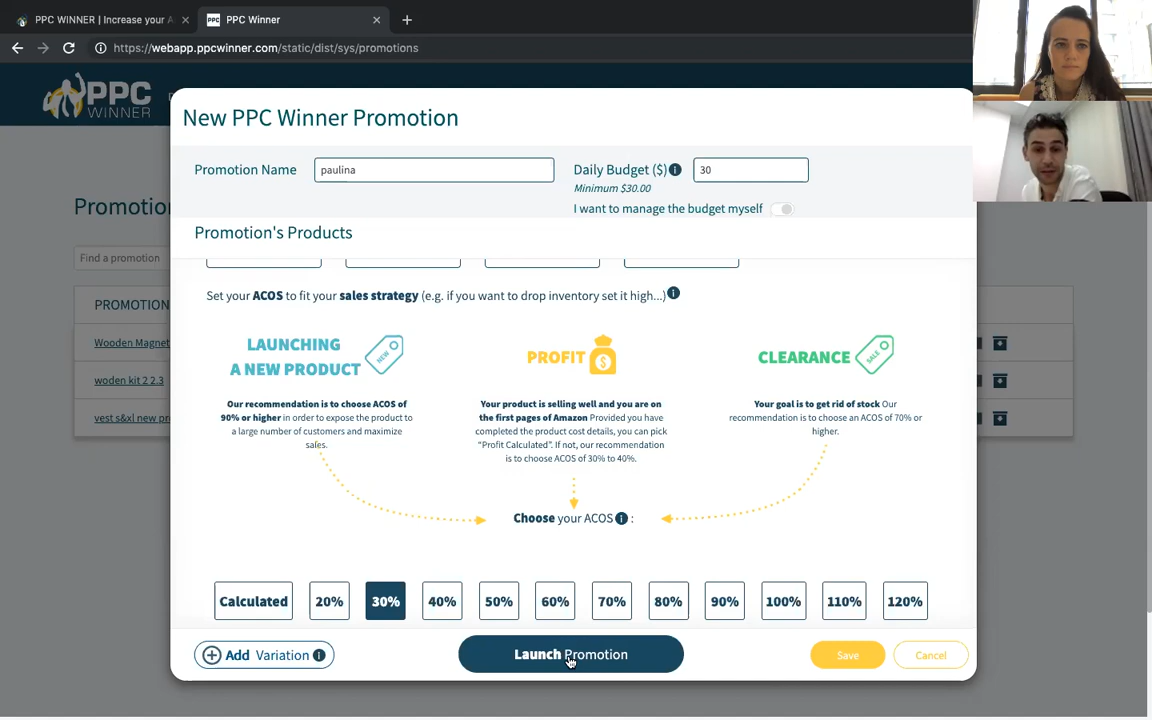 PPC WINNER | Increase your A
PPC PPC Winner
https://webapp.ppcwinner.com/static/dist/sys/promotions
PPC
WINNER
New PPC Winner Promotion
Promotion Name paulina Daily Budget ($) 30
Minimum $30.00
I want to manage the budget myself
Promotion
Promotion's Products
Find a promotion
Set your ACOS to fit your sales strategy (e.g. if you want to drop inventory set it high...)
PROMOTION
Wooden Magnet
woden kit 2 2.3
vest s&xl new pr
LAUNCHING
A NEW PRODUCT
NEW
Our recommendation is to choose ACOS of
90% or higher in order to expose the product to
a large number of customers and maximize
sales.
PROFIT
$
Your product is selling well and you are on
the first pages of Amazon Provided you have
completed the product cost details, you can pick
“Profit Calculated”. If not, our recommendation
is to choose ACOS of 30% to 40%.
CLEARANCE
SALE
Your goal is to get rid of stock Our
recommendation is to choose an ACOS of 70% or
higher.
Choose your ACOS :
Calculated 20% 30% 40% 50% 60% 70% 80% 90% 100% 110% 120%
Add Variation Launch Promotion Save Cancel